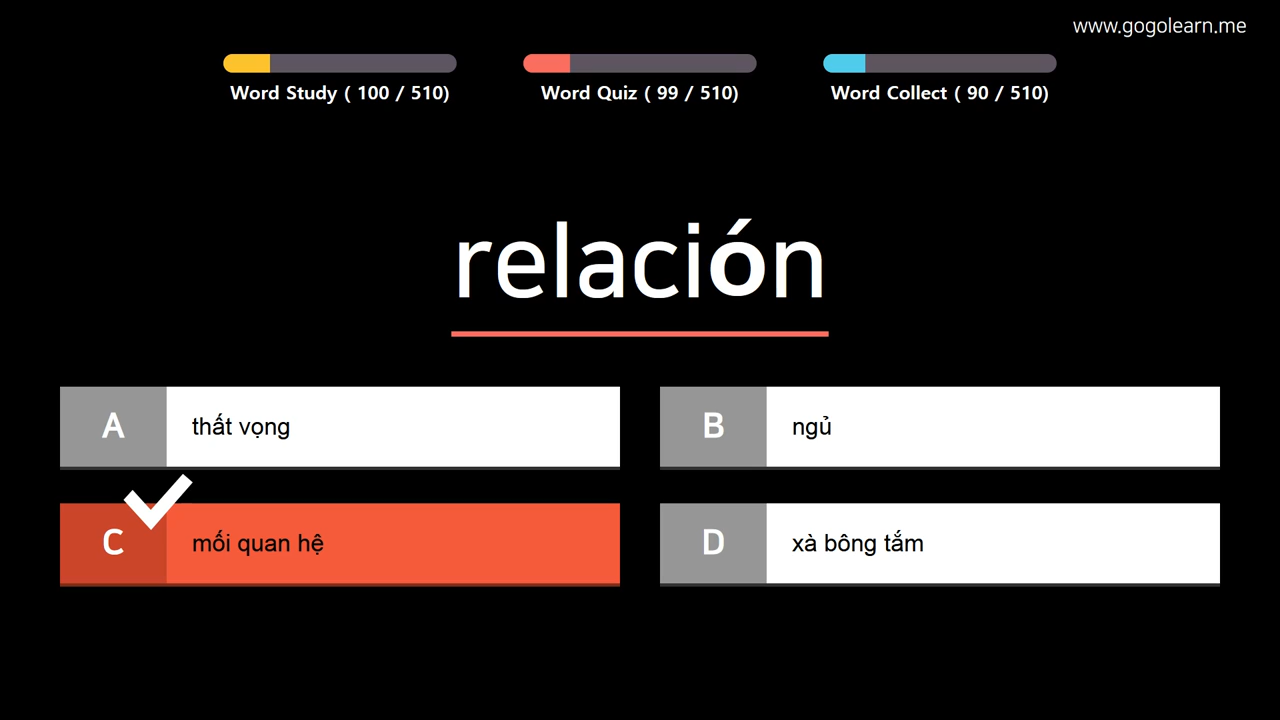 www.gogolearn.me
Word Study ( 100 / 510)
Word Quiz ( 99 / 510)
Word Collect ( 90 / 510)
relación
A
thất vọng
B
ngủ
C
mối quan hệ
D
xà bông tắm